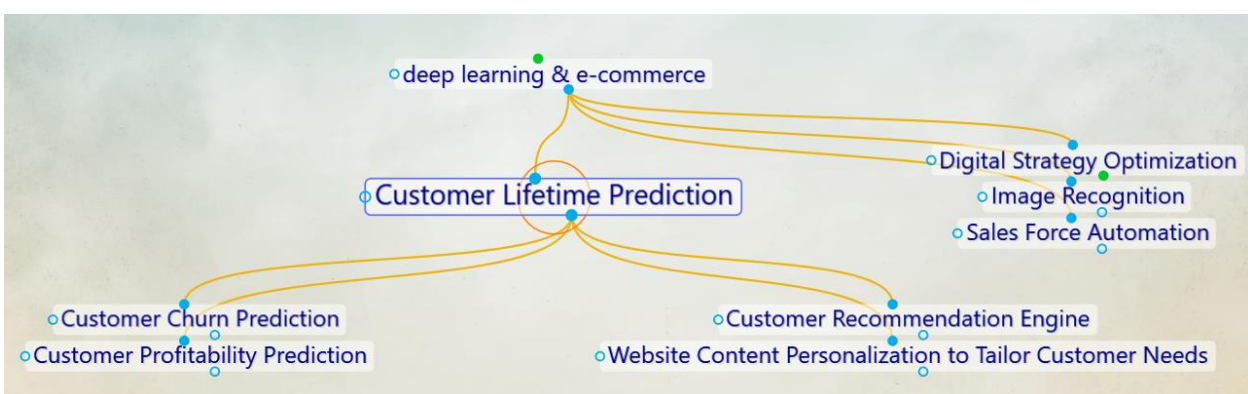 deep learning & e-commerce
Digital Strategy Optimization
Customer Lifetime Prediction
Image Recognition
Sales Force Automation
Customer Churn Prediction
Customer Recommendation Engine
Customer Profitability Prediction
Website Content Personalization to Tailor Customer Needs